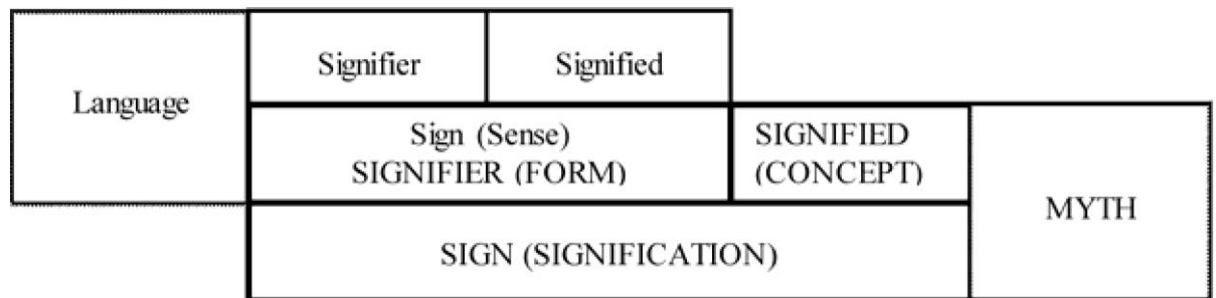 Language
Signifier
Signified
Sign (Sense)
SIGNIFIER (FORM)
SIGNIFIED
(CONCEPT)
MYTH
SIGN (SIGNIFICATION)